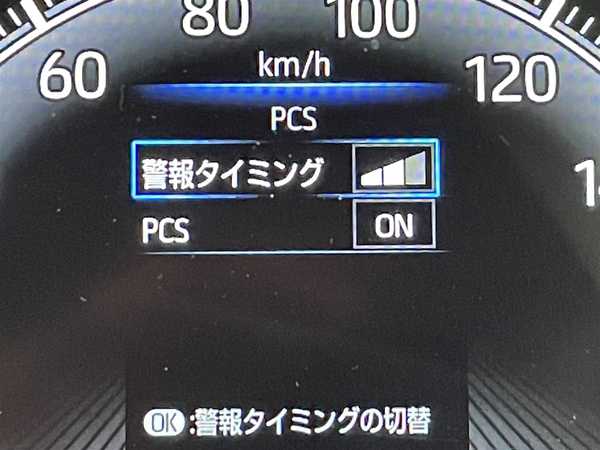 80 100
60 km/h 120
PCS
警報タイミング
PCS ON
OK:警報タイミングの切替